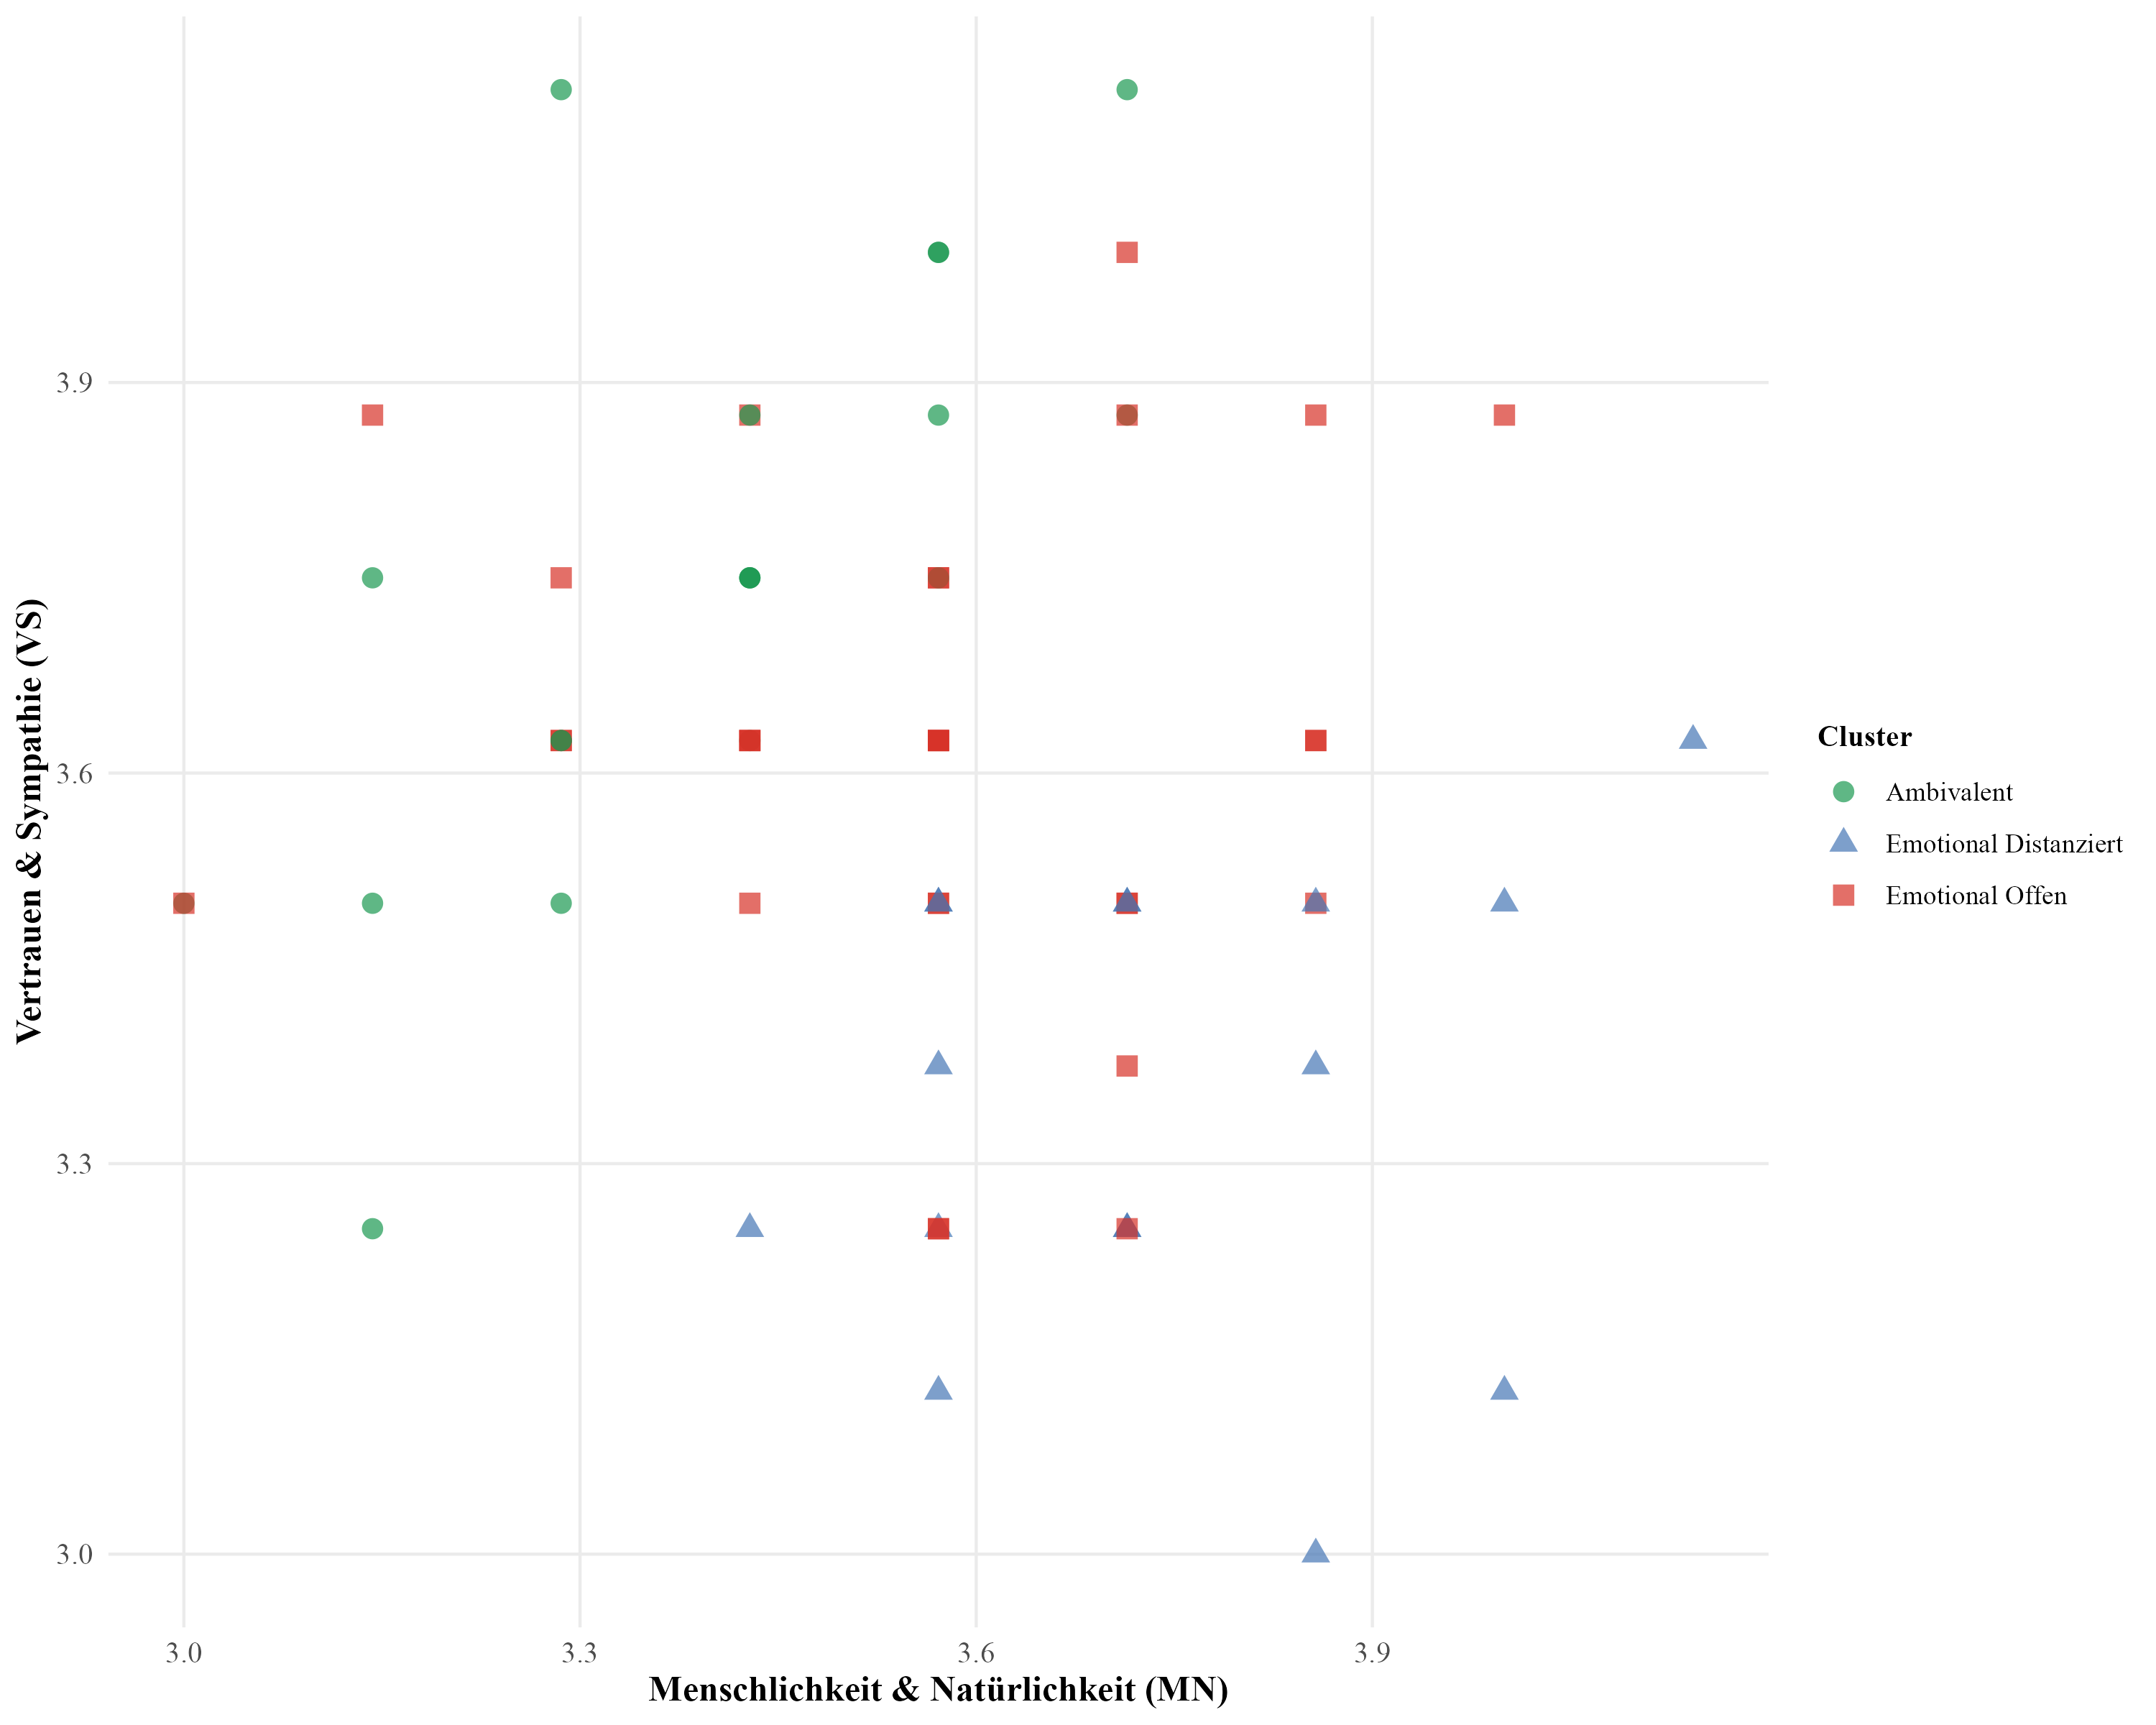 Vertrauen & Sympathie (VS)
3.9
3.6
3.3
3.0
3.0 3.3 3.6 3.9
Menschlichkeit & Natürlichkeit (MN)
Cluster
Ambivalent
Emotional Distanziert
Emotional Offen